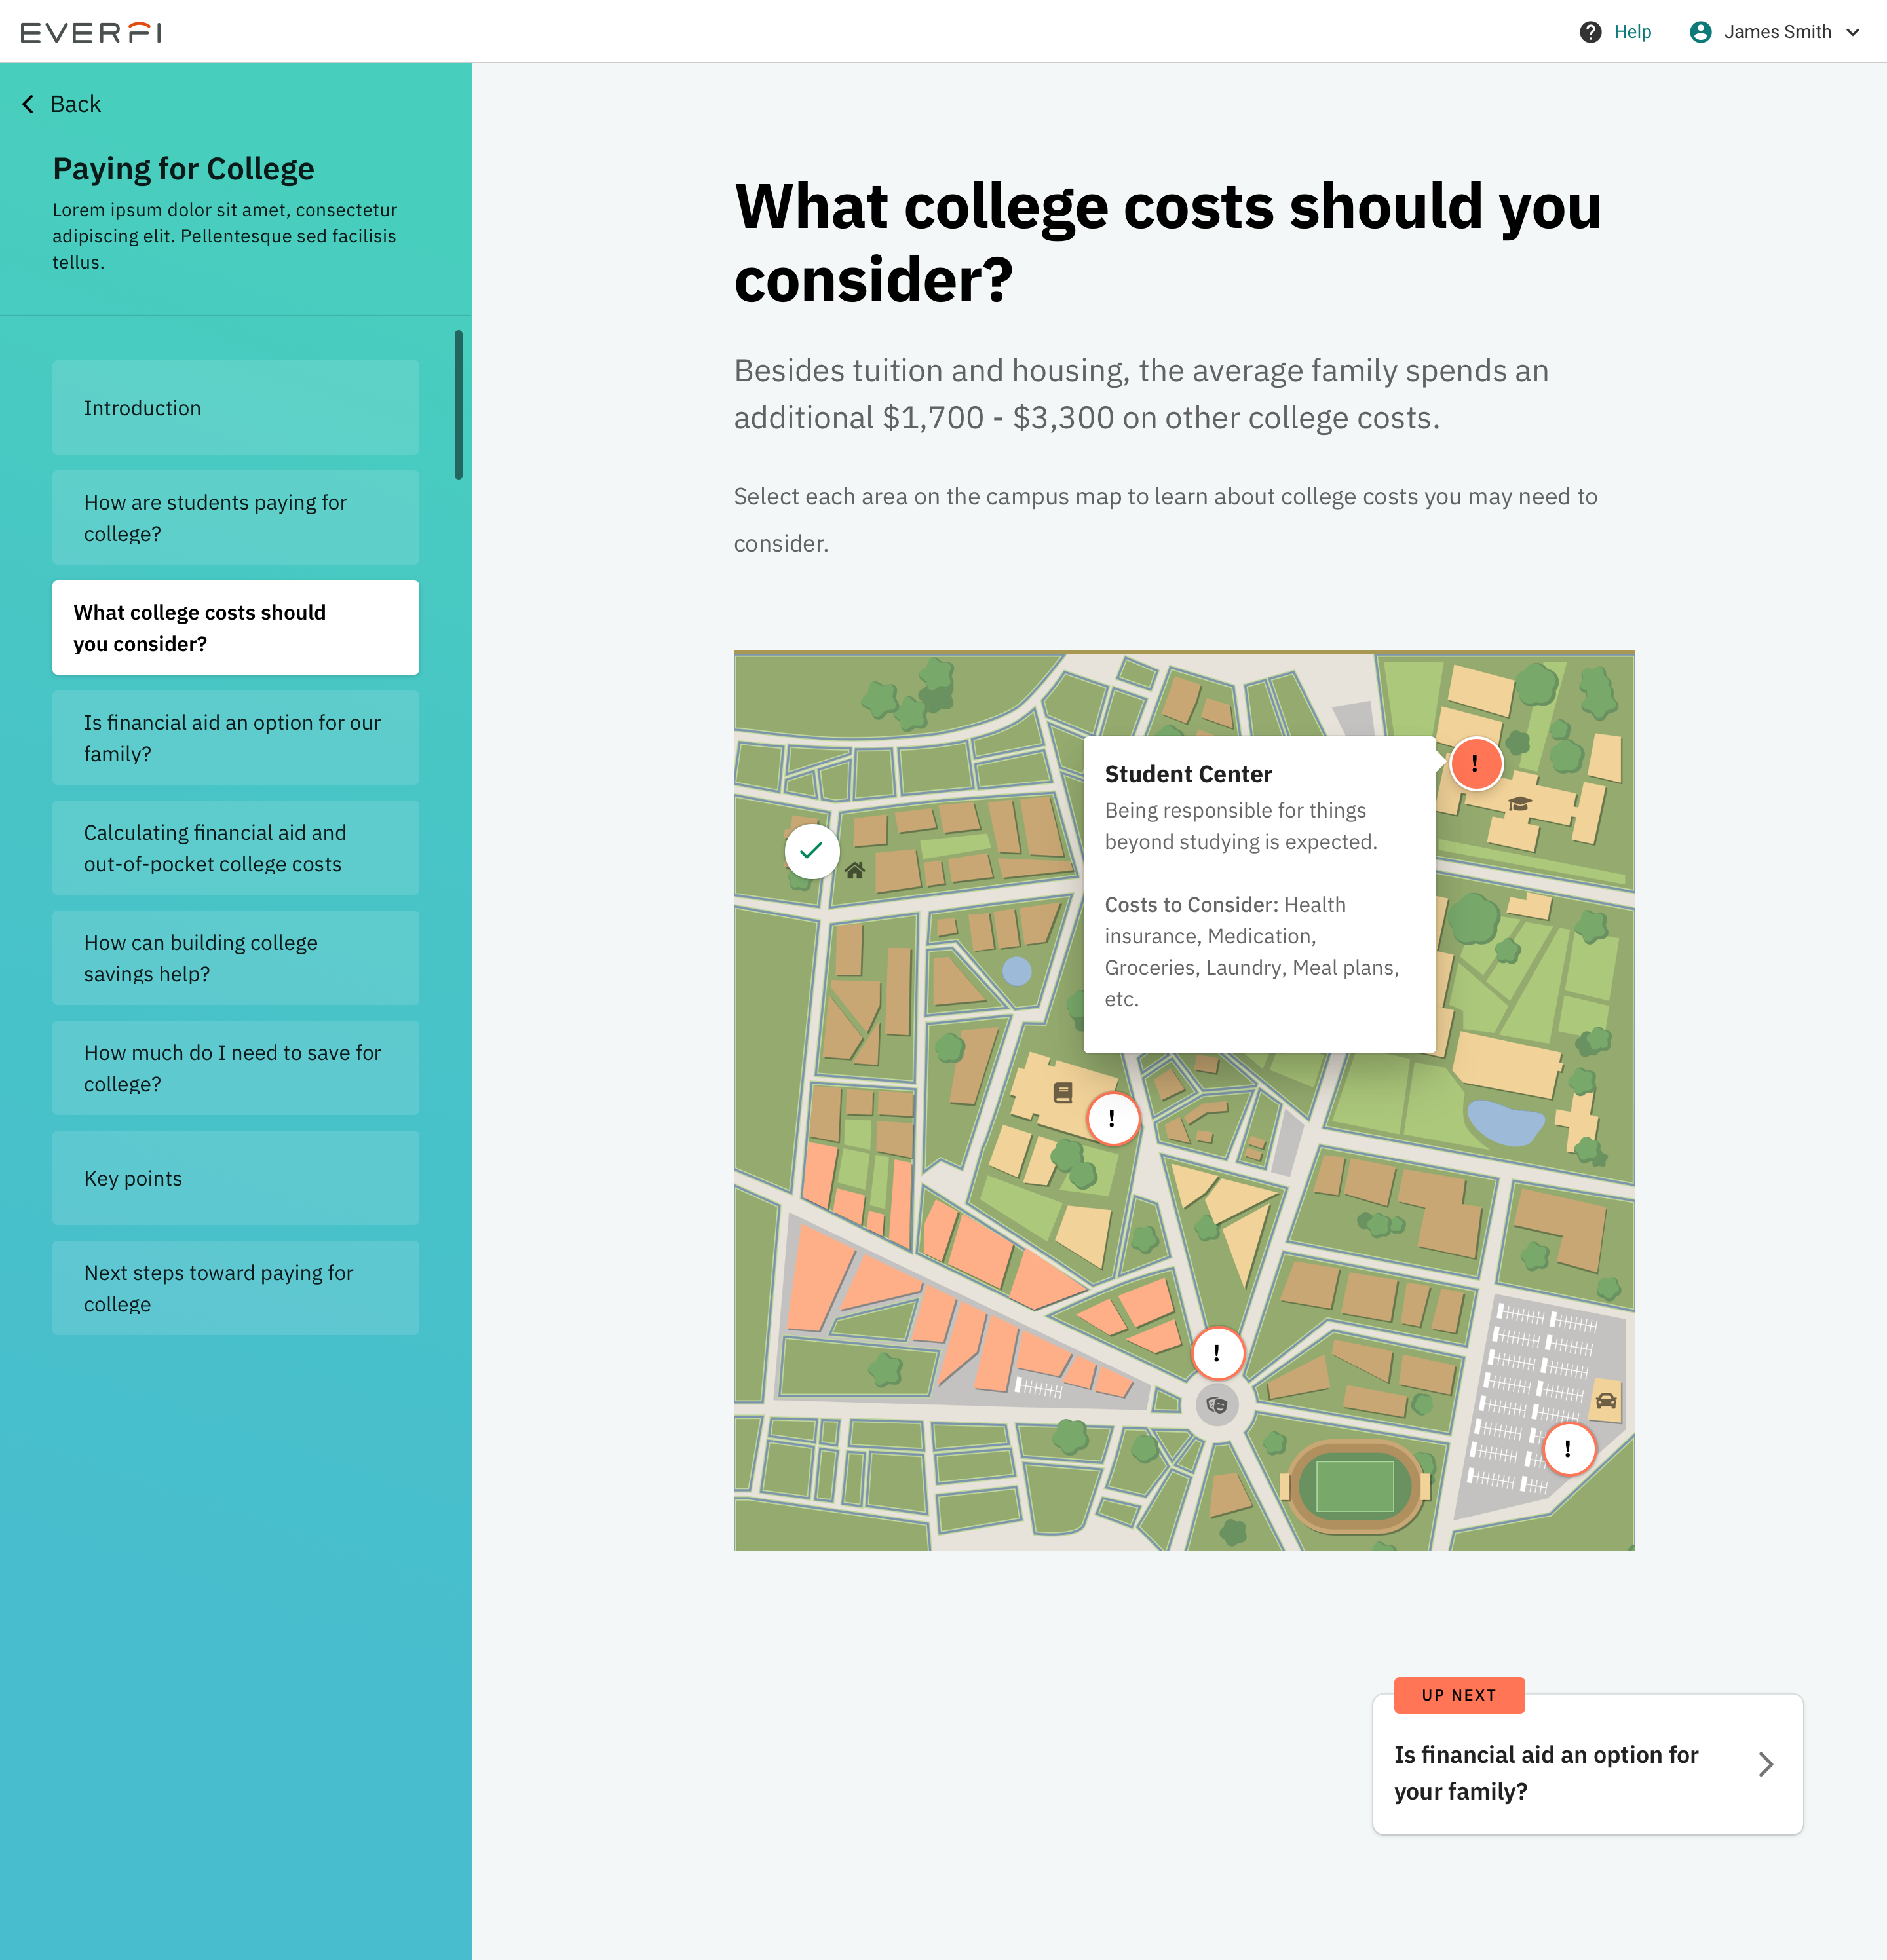 EVERFI
Help
James Smith
Back
Paying for College
Lorem ipsum dolor sit amet, consectetur
adipiscing elit. Pellentesque sed facilisis
tellus.
Introduction
How are students paying for
college?
What college costs should
you consider?
Is financial aid an option for our
family?
Calculating financial aid and
out-of-pocket college costs
How can building college
savings help?
How much do I need to save for
college?
Key points
Next steps toward paying for
college
What college costs should you
consider?
Besides tuition and housing, the average family spends an
additional $1,700 - $3,300 on other college costs.
Select each area on the campus map to learn about college costs you may need to
consider.
Student Center
Being responsible for things
beyond studying is expected.
Costs to Consider: Health
insurance, Medication,
Groceries, Laundry, Meal plans,
etc.
!
!
!
!
UP NEXT
Is financial aid an option for
your family?